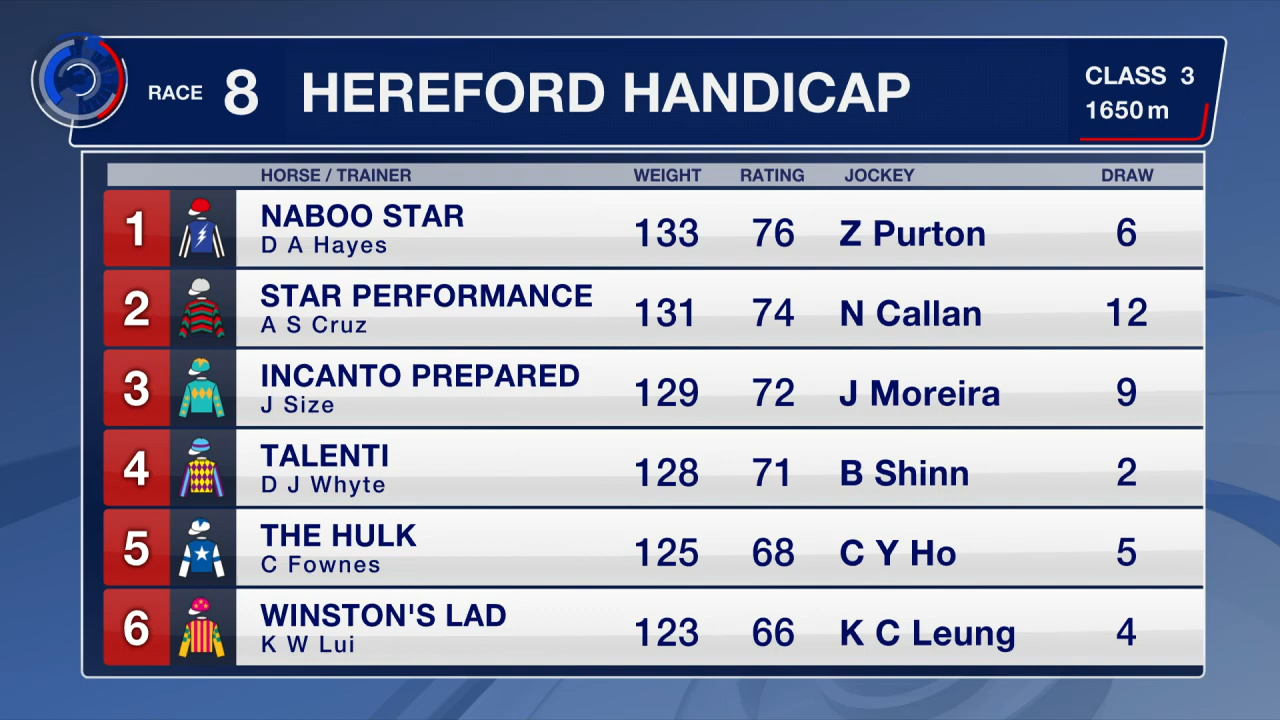 RACE 8 HEREFORD HANDICAP
CLASS 3
1650m
HORSE / TRAINER WEIGHT RATING JOCKEY DRAW
1 NABOO STAR 133 76 Z Purton 6
D A Hayes
2 STAR PERFORMANCE 131 74 N Callan 12
A S Cruz
3 INCANTO PREPARED 129 72 J Moreira 9
J Size
4 TALENTI 128 71 B Shinn 2
D J Whyte
5 THE HULK 125 68 C Y Ho 5
C Fownes
6 WINSTON'S LAD 123 66 K C Leung 4
K W Lui